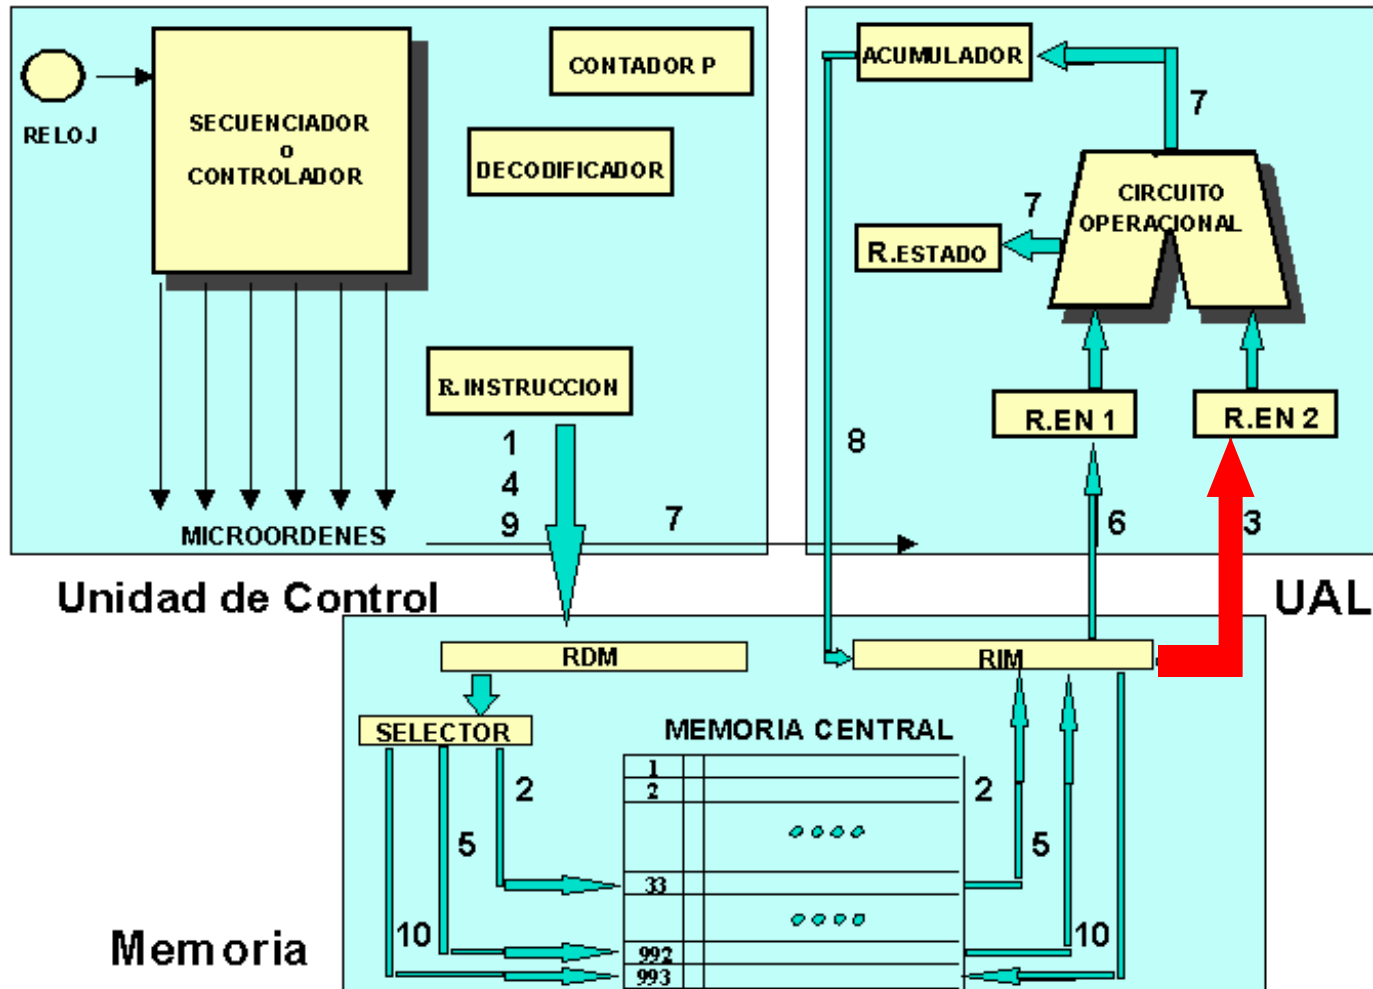 RELOJ
SECUENCIADOR
o
CONTROLADOR
CONTADOR P
DECODIFICADOR
R.INSTRUCCION
1
4
9
7
MICROORDENES
Unidad de Control
ACUMULADOR
7
CIRCUITO
OPERACIONAL
7
R.ESTADO
R.EN 1
R.EN 2
8
6
3
UAL
RDM
RIM
SELECTOR
MEMORIA CENTRAL
1
2
2
2
5
5
33
10
10
992
993
Memoria